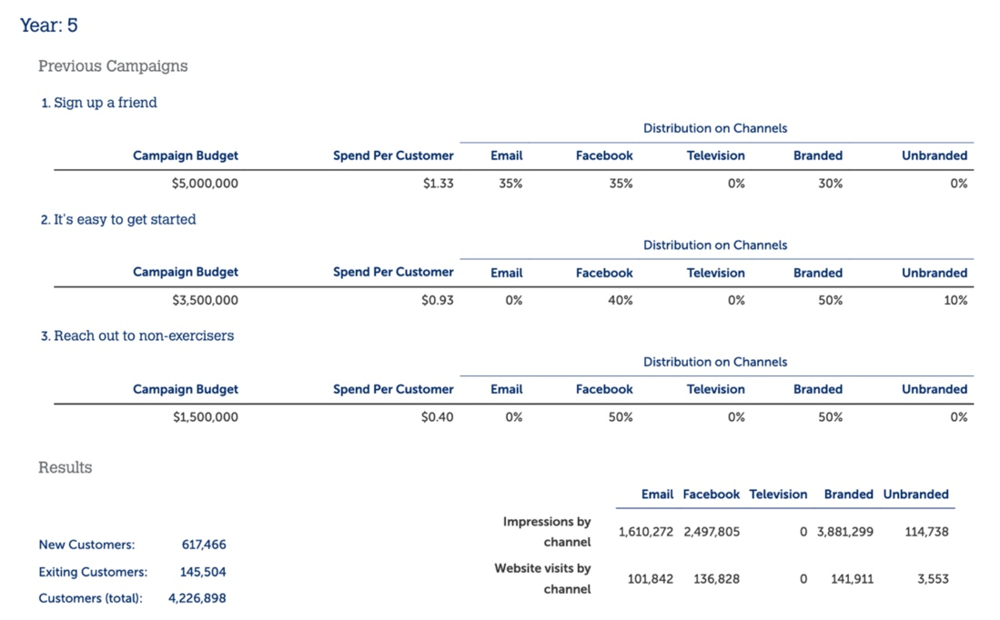 Year: 5
Previous Campaigns
1. Sign up a friend
Distribution on Channels
Campaign Budget Spend Per Customer Email Facebook Television Branded Unbranded
$5,000,000 $1.33 35% 35% 0% 30% 0%
2. It's easy to get started
Distribution on Channels
Campaign Budget Spend Per Customer Email Facebook Television Branded Unbranded
$3,500,000 $0.93 0% 40% 0% 50% 10%
3. Reach out to non-exercisers
Distribution on Channels
Campaign Budget Spend Per Customer Email Facebook Television Branded Unbranded
$1,500,000 $0.40 0% 50% 0% 50% 0%
Results
Email Facebook Television Branded Unbranded
Impressions by
channel
1,610,272 2,497,805 0 3,881,299 114,738
New Customers: 617,466
Website visits by
channel
101,842 136,828 0 141,911 3,553
Exiting Customers: 145,504
Customers (total): 4,226,898